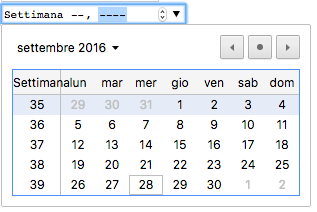 Settimana --, ----
settembre 2016
Settimana lun mar mer gio ven sab dom
35 29 30 31 1 2 3 4
36 5 6 7 8 9 10 11
37 12 13 14 15 16 17 18
38 19 20 21 22 23 24 25
39 26 27 28 29 30 1 2